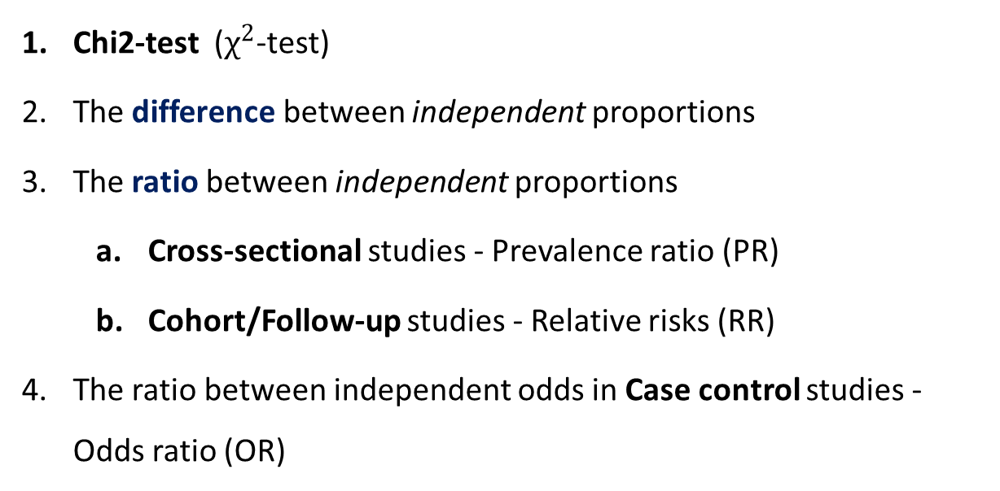 1. Chi2-test (χ²-test)
2. The difference between independent proportions
3. The ratio between independent proportions
a. Cross-sectional studies - Prevalence ratio (PR)
b. Cohort/Follow-up studies - Relative risks (RR)
4. The ratio between independent odds in Case control studies -
Odds ratio (OR)